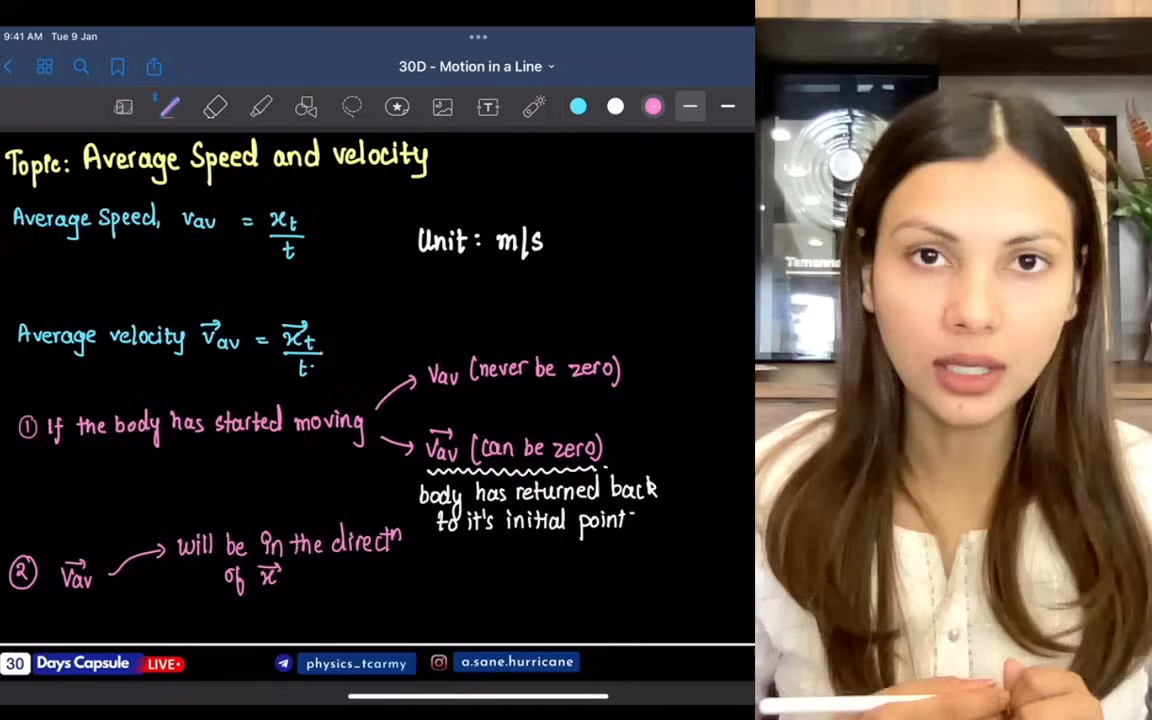 9:41 AM Tue 9 Jan
30D - Motion in a Line
Topic: Average Speed and velocity
Average Speed, vav = xt/t
Unit: m/s
Average velocity v⃗av = x⃗t/t
① If the body has started moving
vav (never be zero)
v⃗av (can be zero)
body has returned back
to it's initial point
② v⃗av → will be in the directn
of x⃗
30 Days Capsule LIVE
physics_tcarmy
a.sane.hurricane